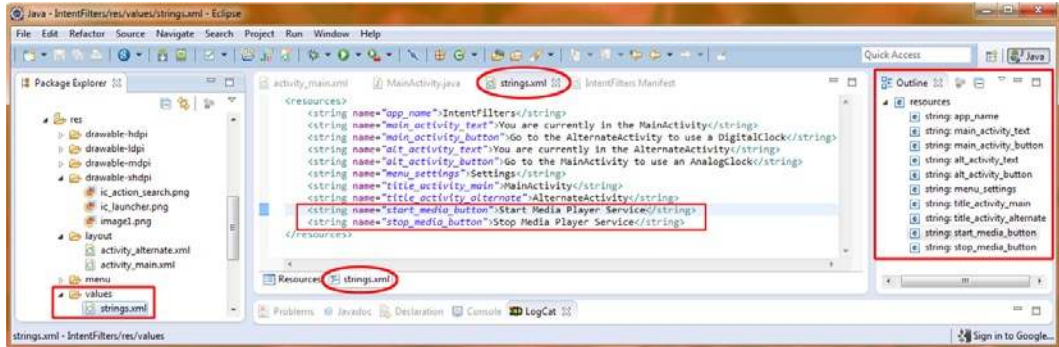 Java - IntentFilters/res/values/strings.xml - Eclipse
File Edit Refactor Source Navigate Search Project Run Window Help
Quick Access
Java
Package Explorer
res
drawable-hdpi
drawable-ldpi
drawable-mdpi
drawable-xhdpi
ic_action_search.png
ic_launcher.png
image1.png
layout
activity_alternate.xml
activity_main.xml
menu
values
strings.xml
activity_main.xml MainActivity.java strings.xml IntentFilters Manifest
<resources>
<string name="app_name">IntentFilters</string>
<string name="main_activity_text">You are currently in the MainActivity</string>
<string name="main_activity_button">Go to the AlternateActivity to use a DigitalClock</string>
<string name="alt_activity_text">You are currently in the AlternateActivity</string>
<string name="alt_activity_button">Go to the MainActivity to use an AnalogClock</string>
<string name="menu_settings">Settings</string>
<string name="title_activity_main">MainActivity</string>
<string name="title_activity_alternate">AlternateActivity</string>
<string name="start_media_button">Start Media Player Service</string>
<string name="stop_media_button">Stop Media Player Service</string>
</resources>
Resources strings.xml
Problems Javadoc Declaration Console LogCat
Outline
resources
string: app_name
string: main_activity_text
string: main_activity_button
string: alt_activity_text
string: alt_activity_button
string: menu_settings
string: title_activity_main
string: title_activity_alternate
string: start_media_button
string: stop_media_button
strings.xml - IntentFilters/res/values
Sign in to Google...